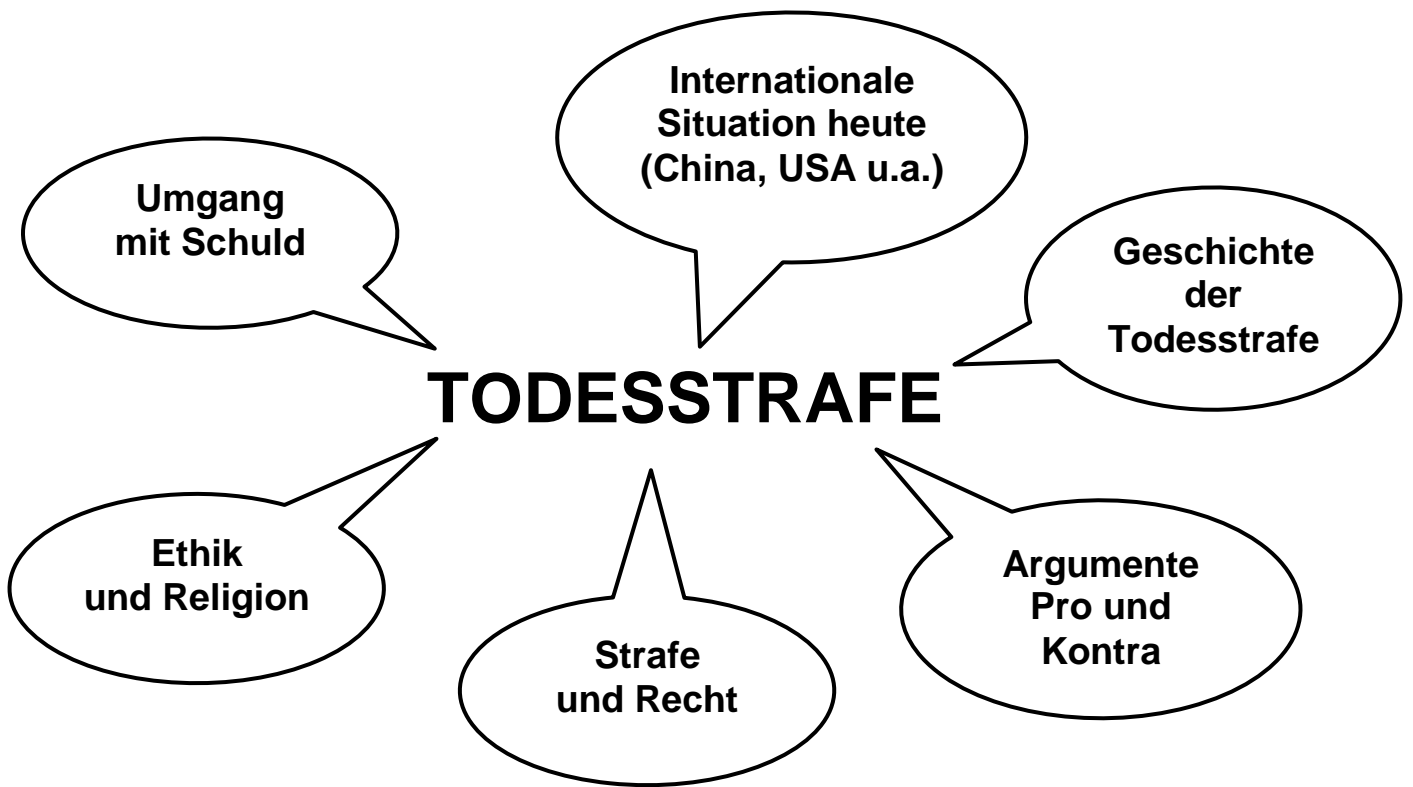 Internationale
Situation heute
(China, USA u.a.)
Umgang
mit Schuld
Geschichte
der
Todesstrafe
TODESSTRAFE
Ethik
und Religion
Strafe
und Recht
Argumente
Pro und
Kontra